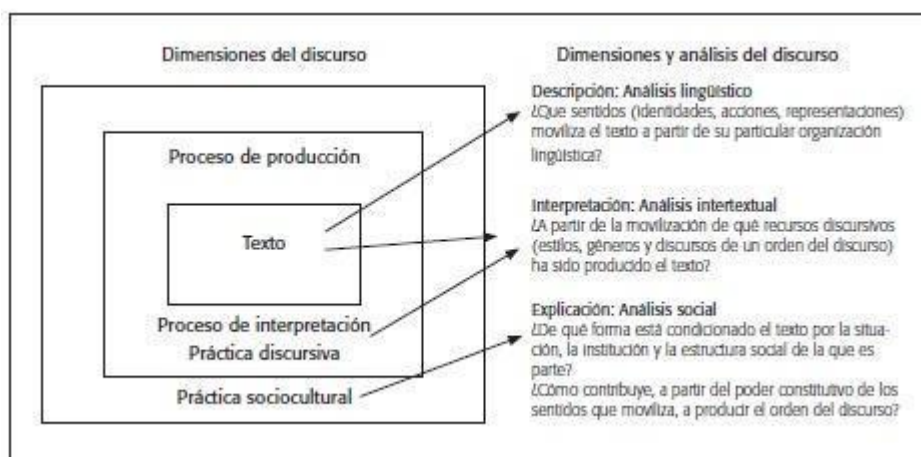 Dimensiones del discurso
Proceso de producción
Texto
Proceso de interpretación
Práctica discursiva
Práctica sociocultural
Dimensiones y análisis del discurso
Descripción: Análisis lingüístico
¿Que sentidos (identidades, acciones, representaciones)
moviliza el texto a partir de su particular organización
lingüística?
Interpretación: Análisis intertextual
¿A partir de la movilización de qué recursos discursivos
(estilos, géneros y discursos de un orden del discurso)
ha sido producido el texto?
Explicación: Análisis social
¿De qué forma está condicionado el texto por la situa-
ción, la institución y la estructura social de la que es
parte?
¿Cómo contribuye, a partir del poder constitutivo de los
sentidos que moviliza, a producir el orden del discurso?